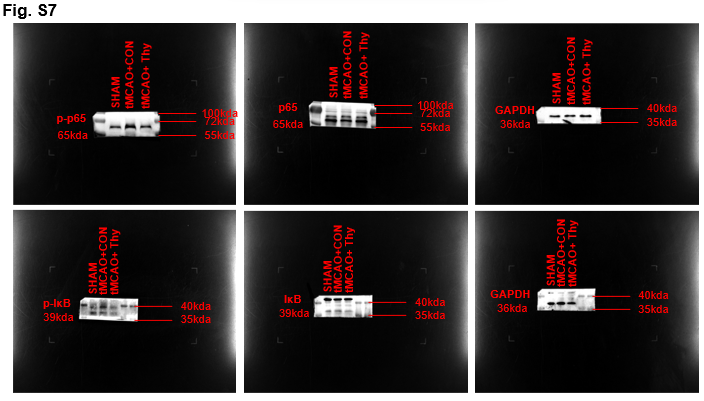 Fig. S7
SHAM
tMCAO+CON
tMCAO+ Thy
p-p65
65kda
100kda
72kda
55kda
SHAM
tMCAO+CON
tMCAO+ Thy
p65
65kda
100kda
72kda
55kda
SHAM
tMCAO+CON
tMCAO+ Thy
GAPDH
36kda
40kda
35kda
SHAM
tMCAO+CON
tMCAO+ Thy
p-IκB
39kda
40kda
35kda
SHAM
tMCAO+CON
tMCAO+ Thy
IκB
39kda
40kda
35kda
SHAM
tMCAO+CON
tMCAO+ Thy
GAPDH
36kda
40kda
35kda